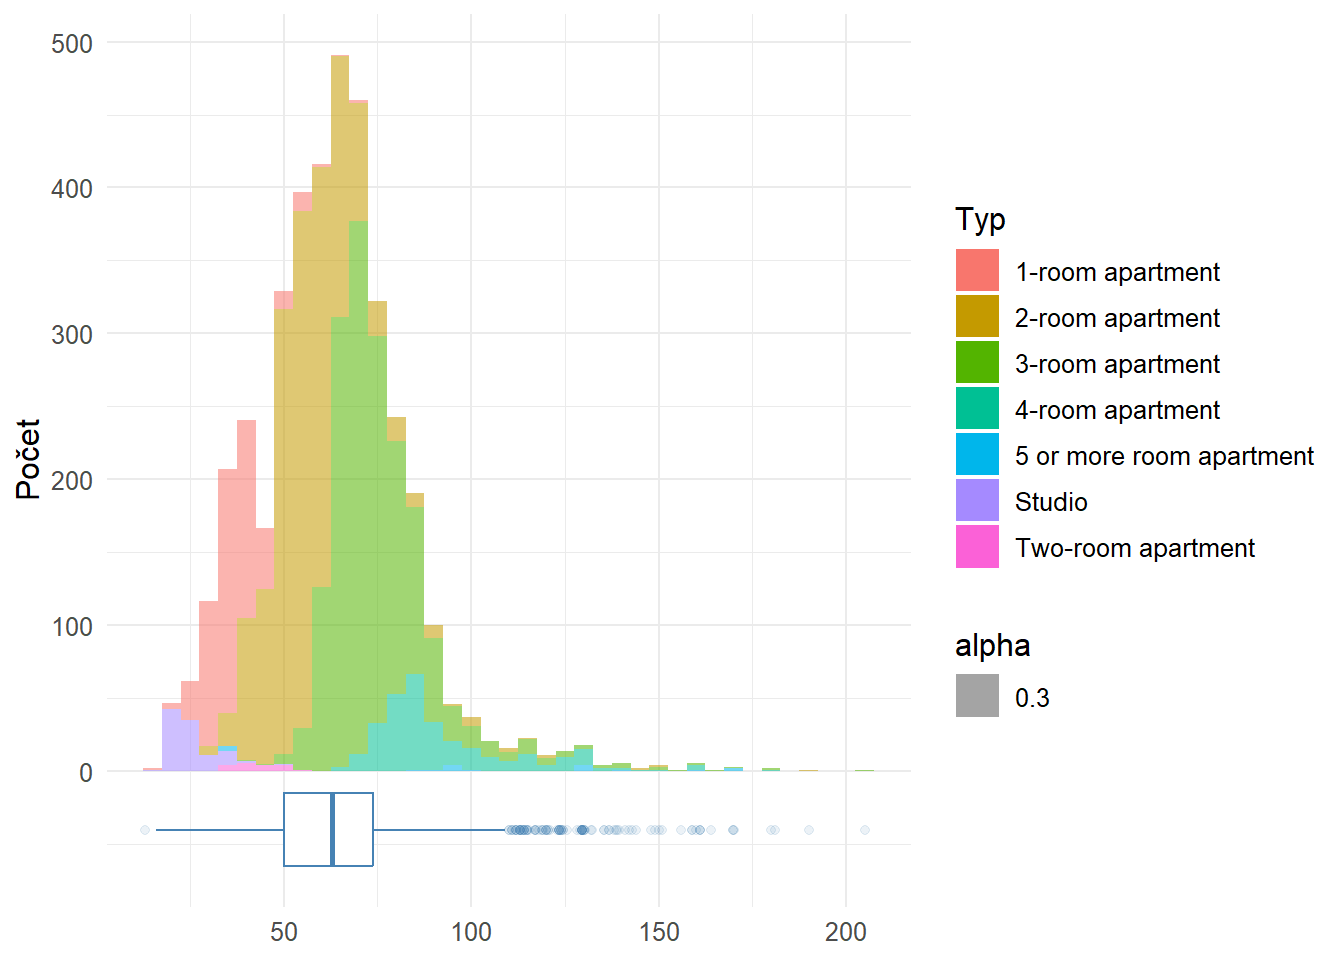 500
400
300
200
100
0
Počet
50
100
150
200
Typ
1-room apartment
2-room apartment
3-room apartment
4-room apartment
5 or more room apartment
Studio
Two-room apartment
alpha
0.3